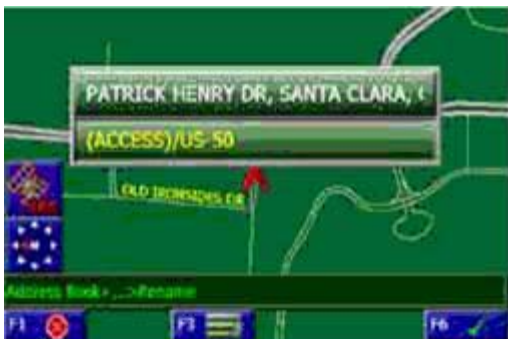 PATRICK HENRY DR, SANTA CLARA, (
(ACCESS)/US-50
OLD IRONSIDES DR
Address Book>...>Rename
F1
F3
F6